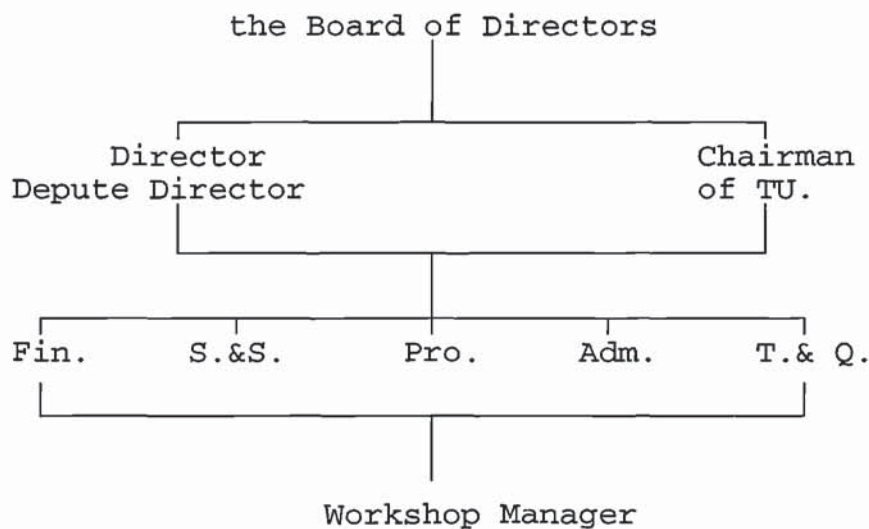 the Board of Directors
Director
Depute Director
Chairman
of TU.
Fin. S.&S. Pro. Adm. T.& Q.
Workshop Manager